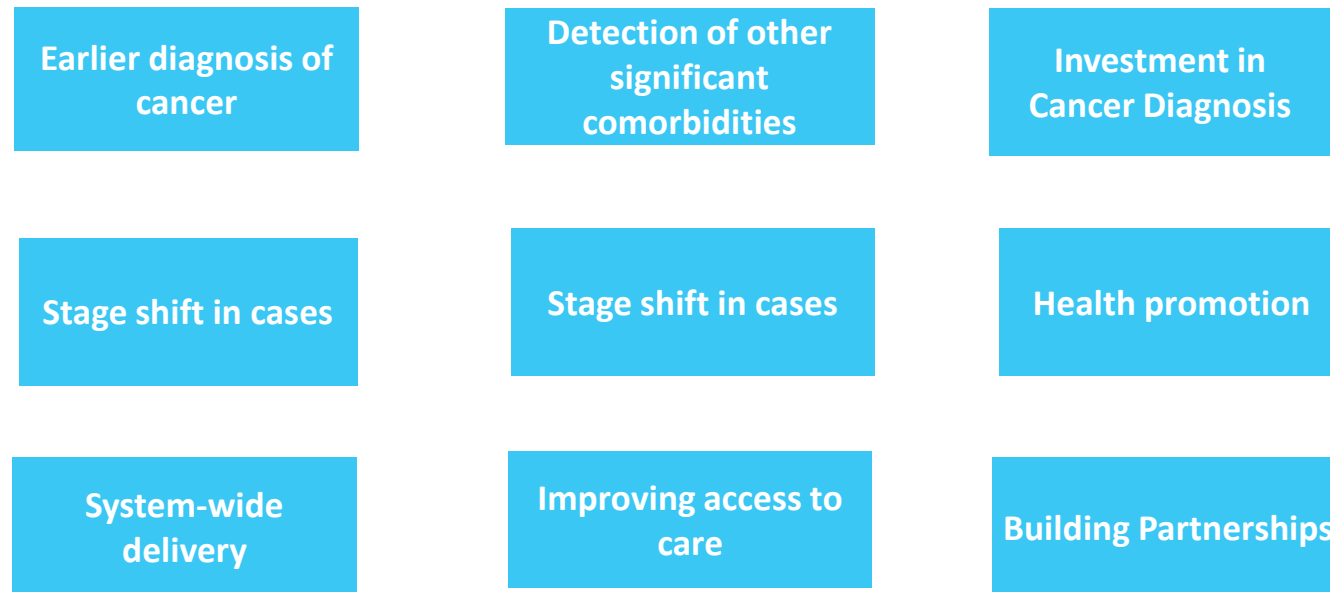 Earlier diagnosis of
cancer
Detection of other
significant
comorbidities
Investment in
Cancer Diagnosis
Stage shift in cases
Stage shift in cases
Health promotion
System-wide
delivery
Improving access to
care
Building Partnerships